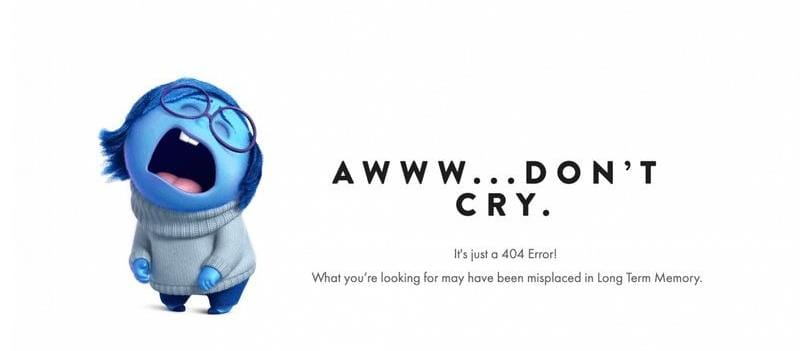 AWWW...DON’T
CRY.
It's just a 404 Error!
What you’re looking for may have been misplaced in Long Term Memory.